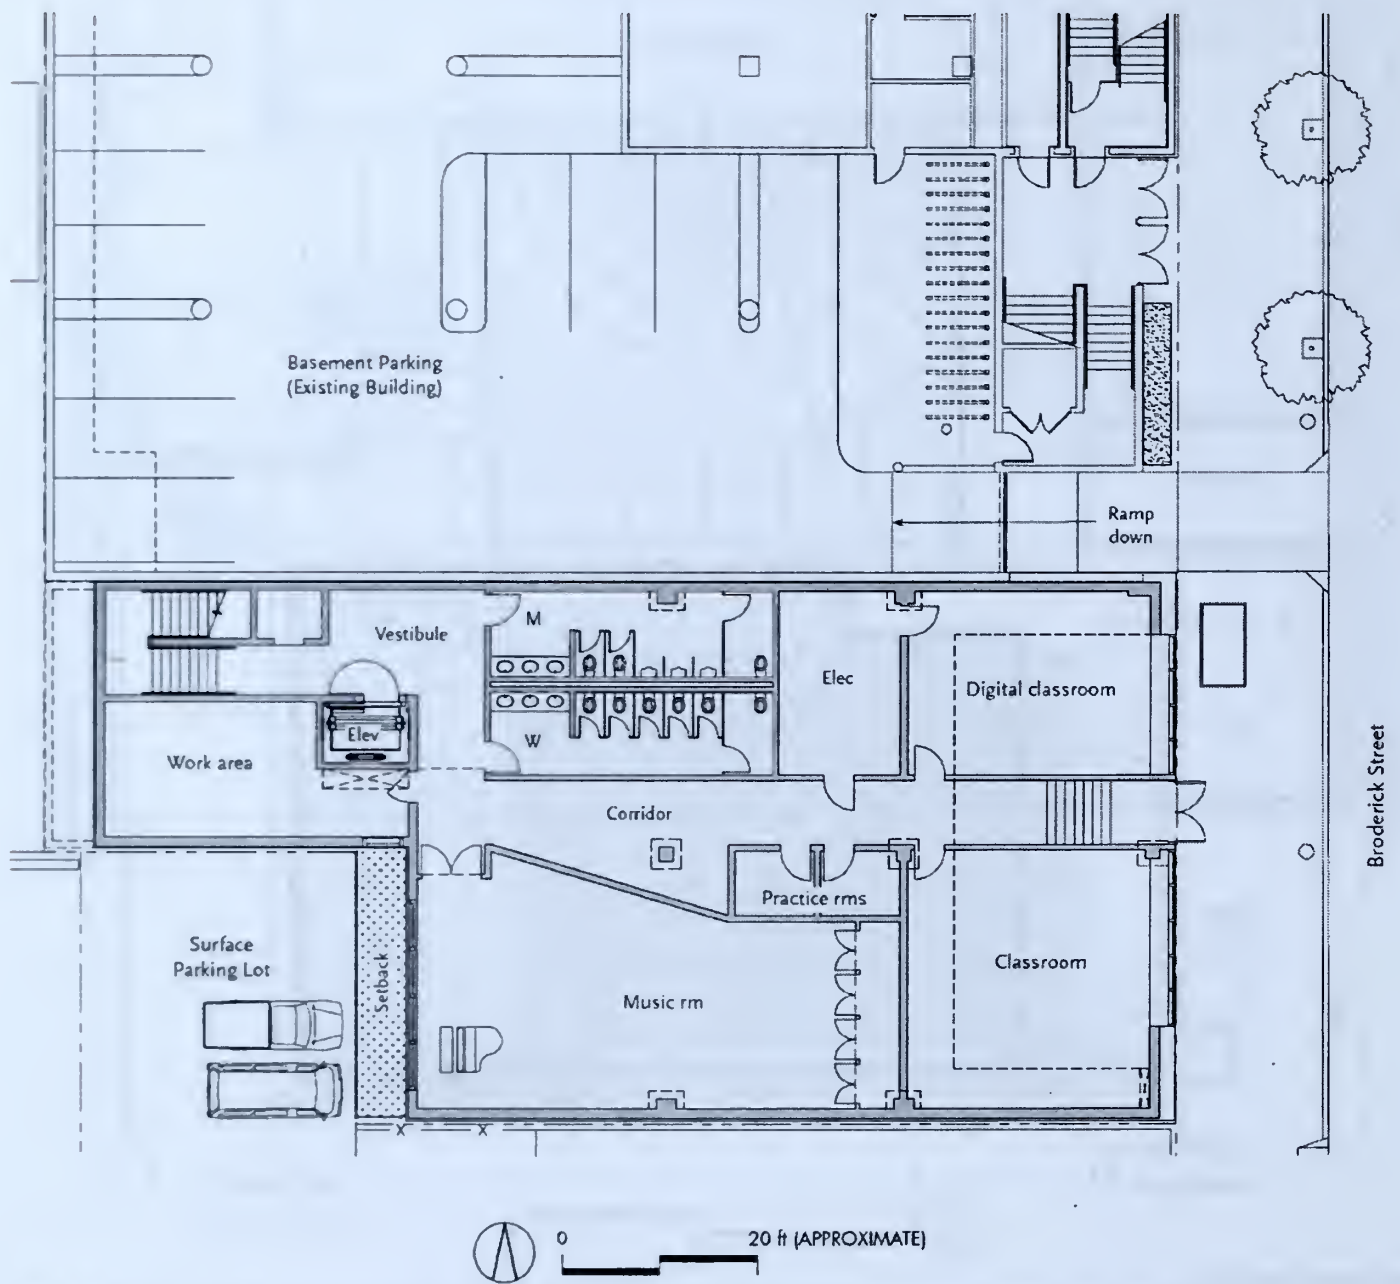 Basement Parking
(Existing Building)
Ramp
down
M
Vestibule
Elec
Digital classroom
Elev
Work area
W
Corridor
Broderick Street
Practice rms
Surface
Parking Lot
Setback
Classroom
Music rm
X
X
0
20 ft (APPROXIMATE)